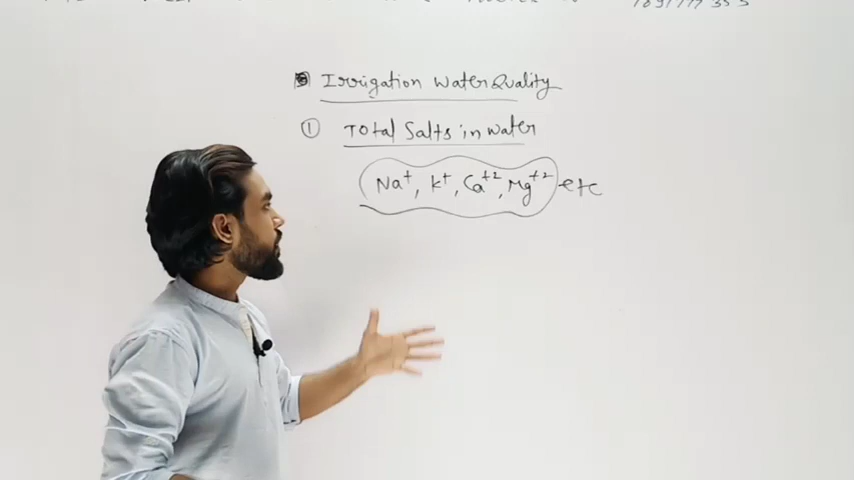 Irrigation Water Quality
① Total Salts in water
Na⁺, K⁺, Ca⁺², Mg⁺² etc